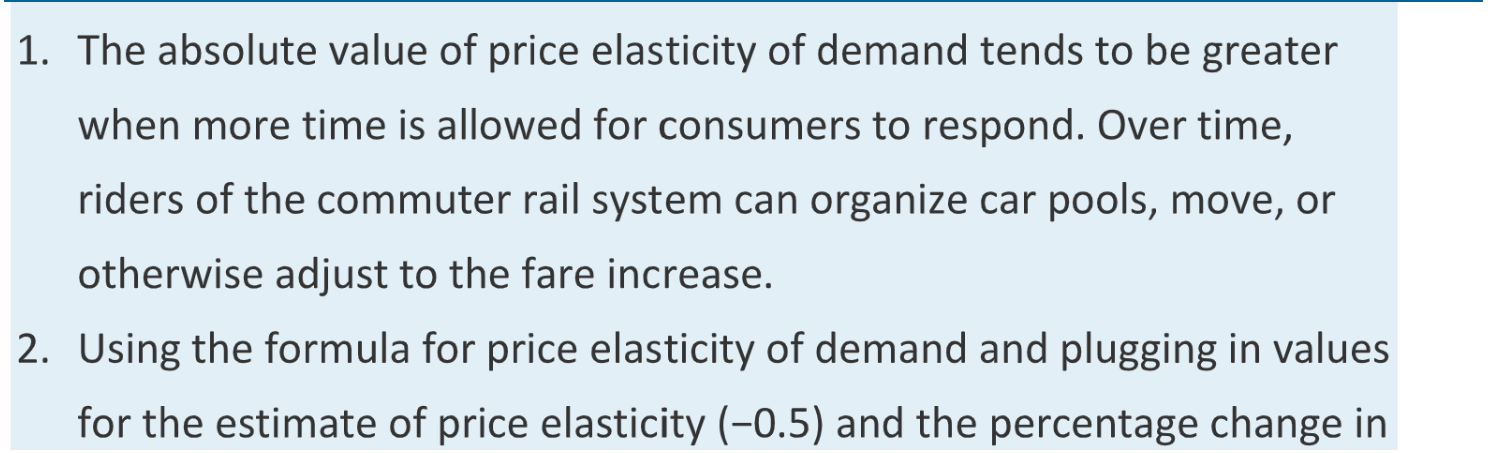 1. The absolute value of price elasticity of demand tends to be greater
when more time is allowed for consumers to respond. Over time,
riders of the commuter rail system can organize car pools, move, or
otherwise adjust to the fare increase.
2. Using the formula for price elasticity of demand and plugging in values
for the estimate of price elasticity (−0.5) and the percentage change in